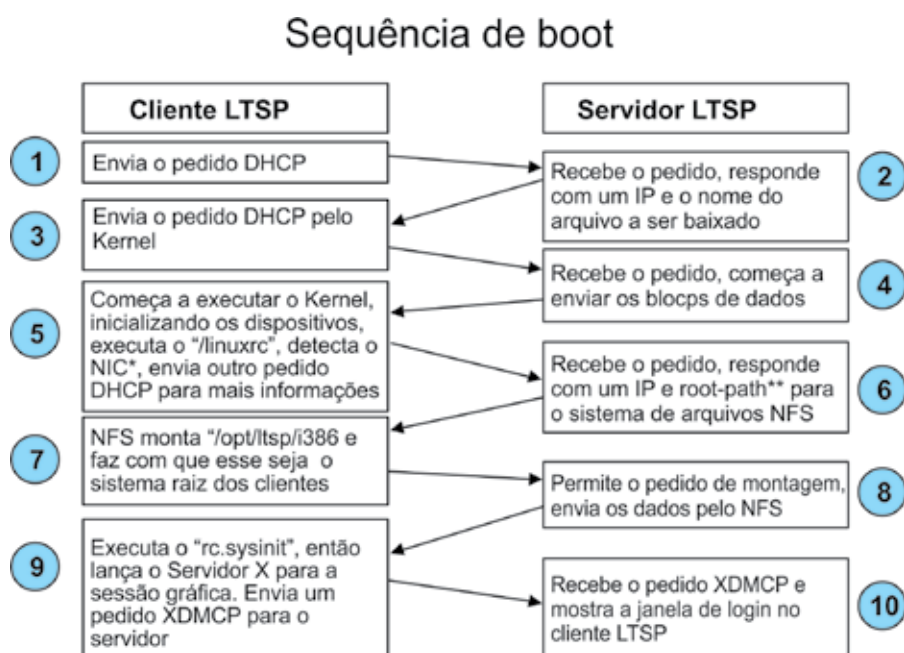 Sequência de boot
Cliente LTSP
Servidor LTSP
1
Envia o pedido DHCP
Recebe o pedido, responde
com um IP e o nome do
arquivo a ser baixado
2
3
Envia o pedido DHCP pelo
Kernel
Recebe o pedido, começa a
enviar os blocps de dados
4
5
Começa a executar o Kernel,
inicializando os dispositivos,
executa o “/linuxrc”, detecta o
NIC*, envia outro pedido
DHCP para mais informações
Recebe o pedido, responde
com um IP e root-path** para
o sistema de arquivos NFS
6
7
NFS monta “/opt/ltsp/i386 e
faz com que esse seja o
sistema raiz dos clientes
Permite o pedido de montagem,
envia os dados pelo NFS
8
9
Executa o “rc.sysinit”, então
lança o Servidor X para a
sessão gráfica. Envia um
pedido XDMCP para o
servidor
Recebe o pedido XDMCP e
mostra a janela de login no
cliente LTSP
10